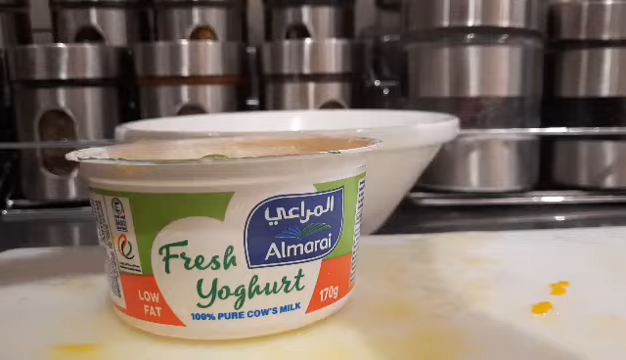 المراعي
Almarai
Fresh
Yoghurt
100% PURE COW'S MILK
LOW
FAT
170g